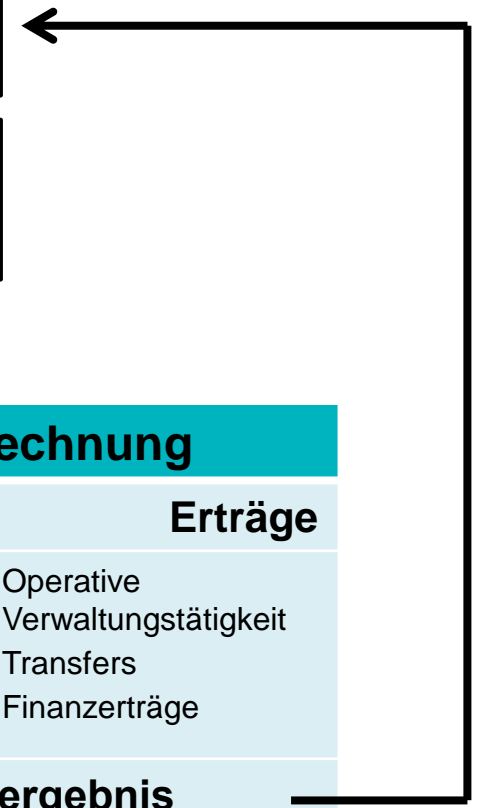 echnung
Erträge
Operative
Verwaltungstätigkeit
Transfers
Finanzerträge
ergebnis